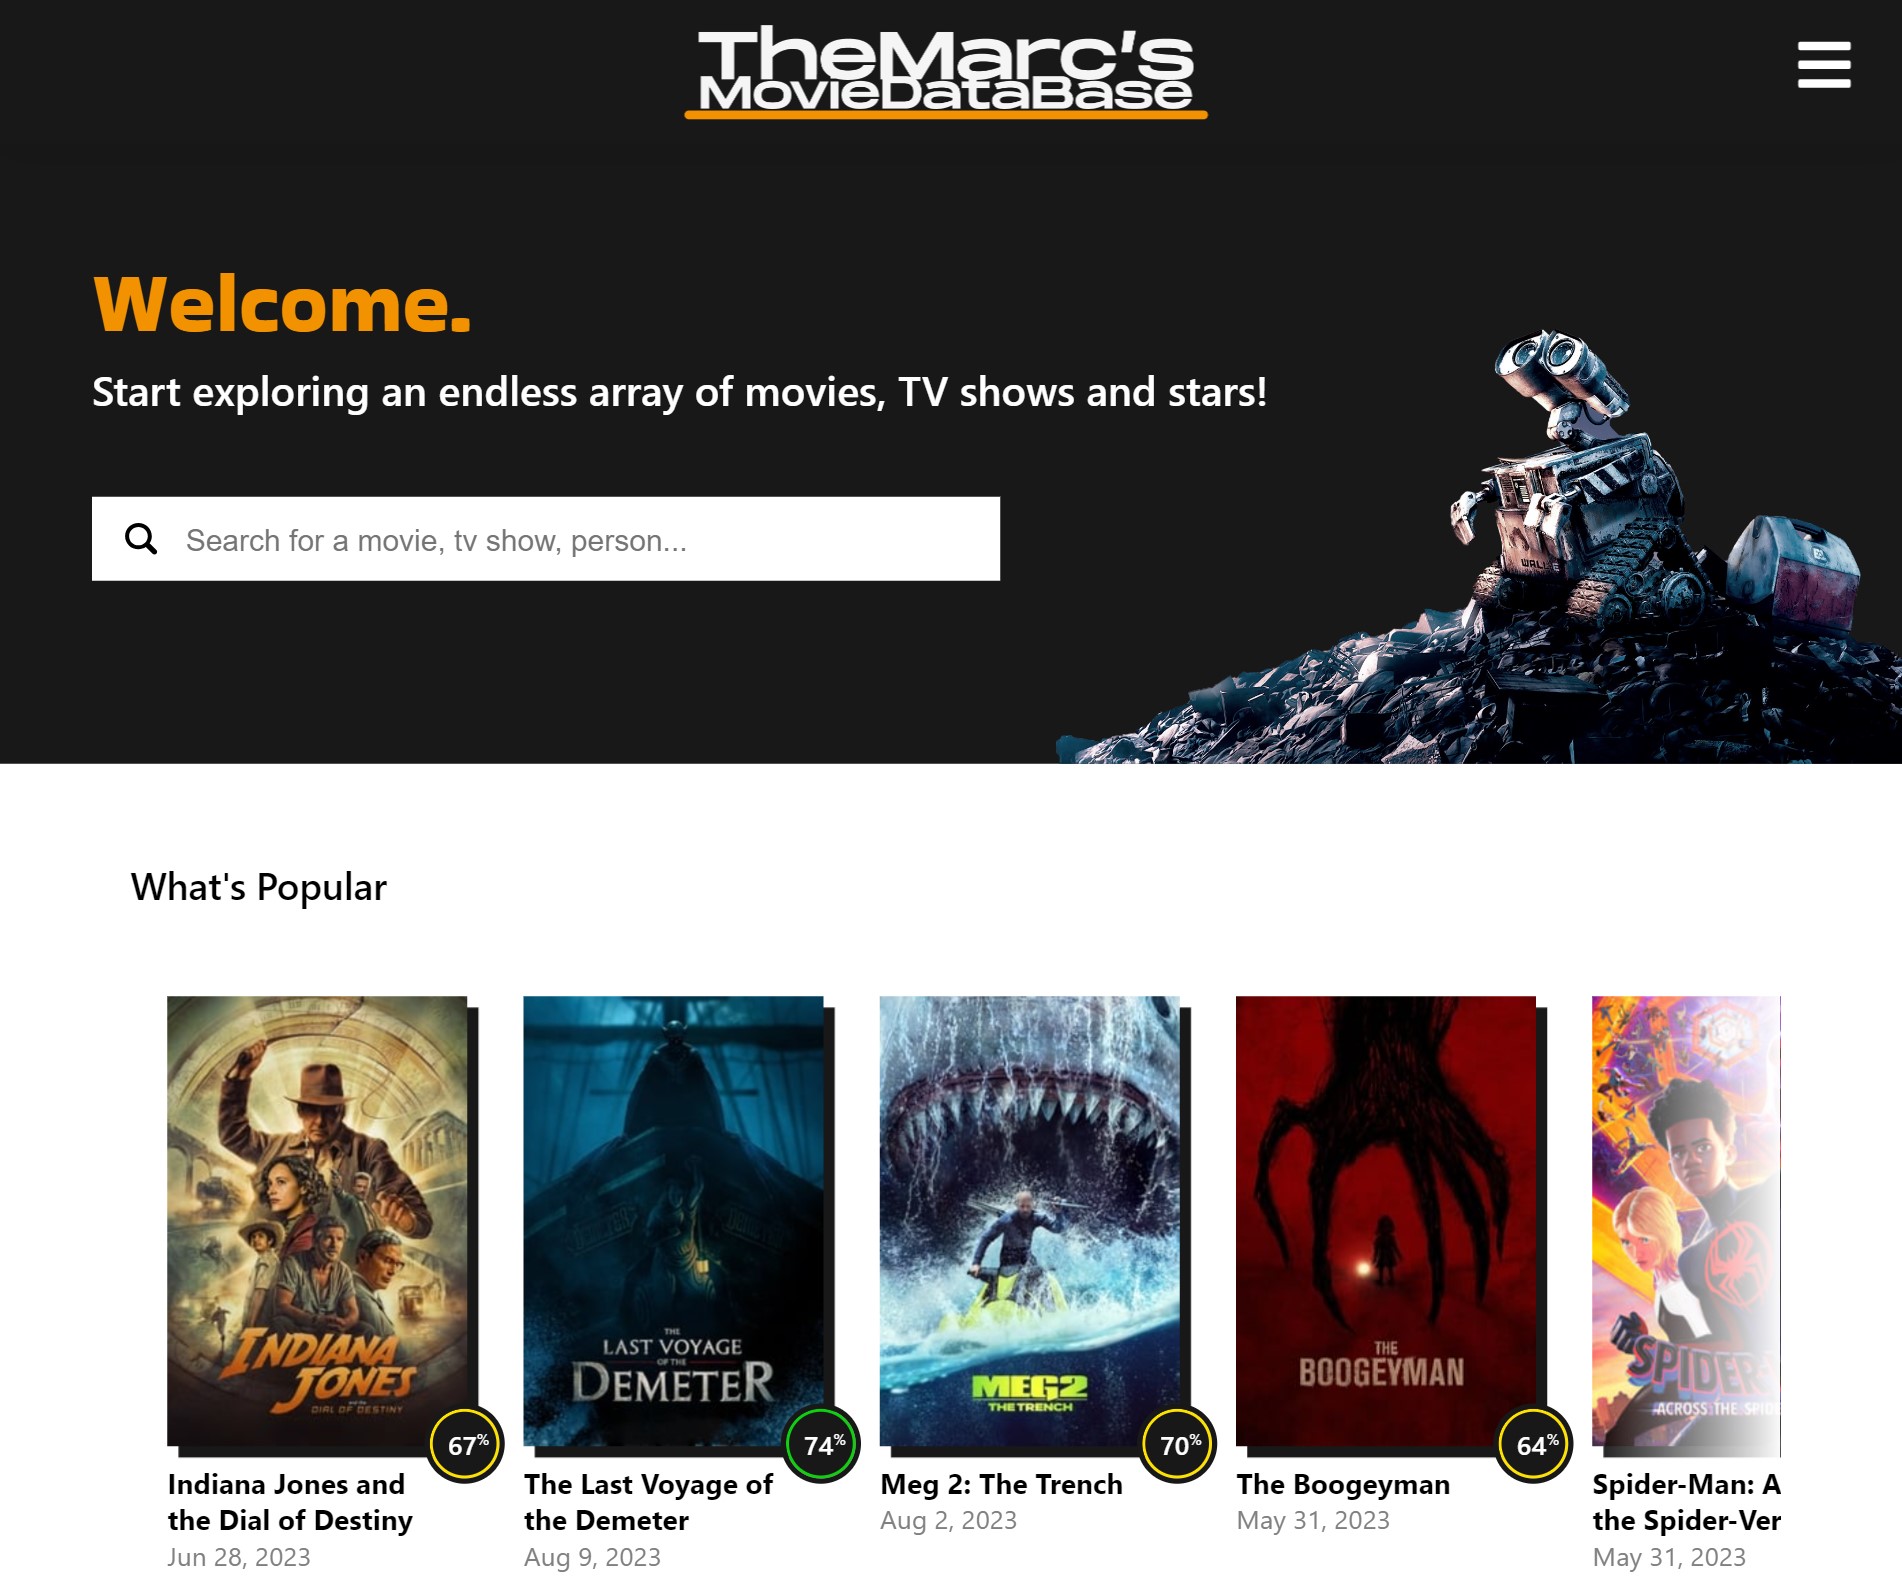 TheMarc's
MovieDataBase
Welcome.
Start exploring an endless array of movies, TV shows and stars!
WALL
Search for a movie, tv show, person...
What's Popular
INDIANA
JONES
and the
DIAL OF DESTINY
67%
Indiana Jones and
the Dial of Destiny
Jun 28, 2023
THE
LAST VOYAGE
OF THE
DEMETER
74%
The Last Voyage of
the Demeter
Aug 9, 2023
MEG2
THE TRENCH
70%
Meg 2: The Trench
Aug 2, 2023
THE
BOOGEYMAN
64%
The Boogeyman
May 31, 2023
SPIDER-
ACROSS THE SPIDE
Spider-Man: A
the Spider-Ver
May 31, 2023